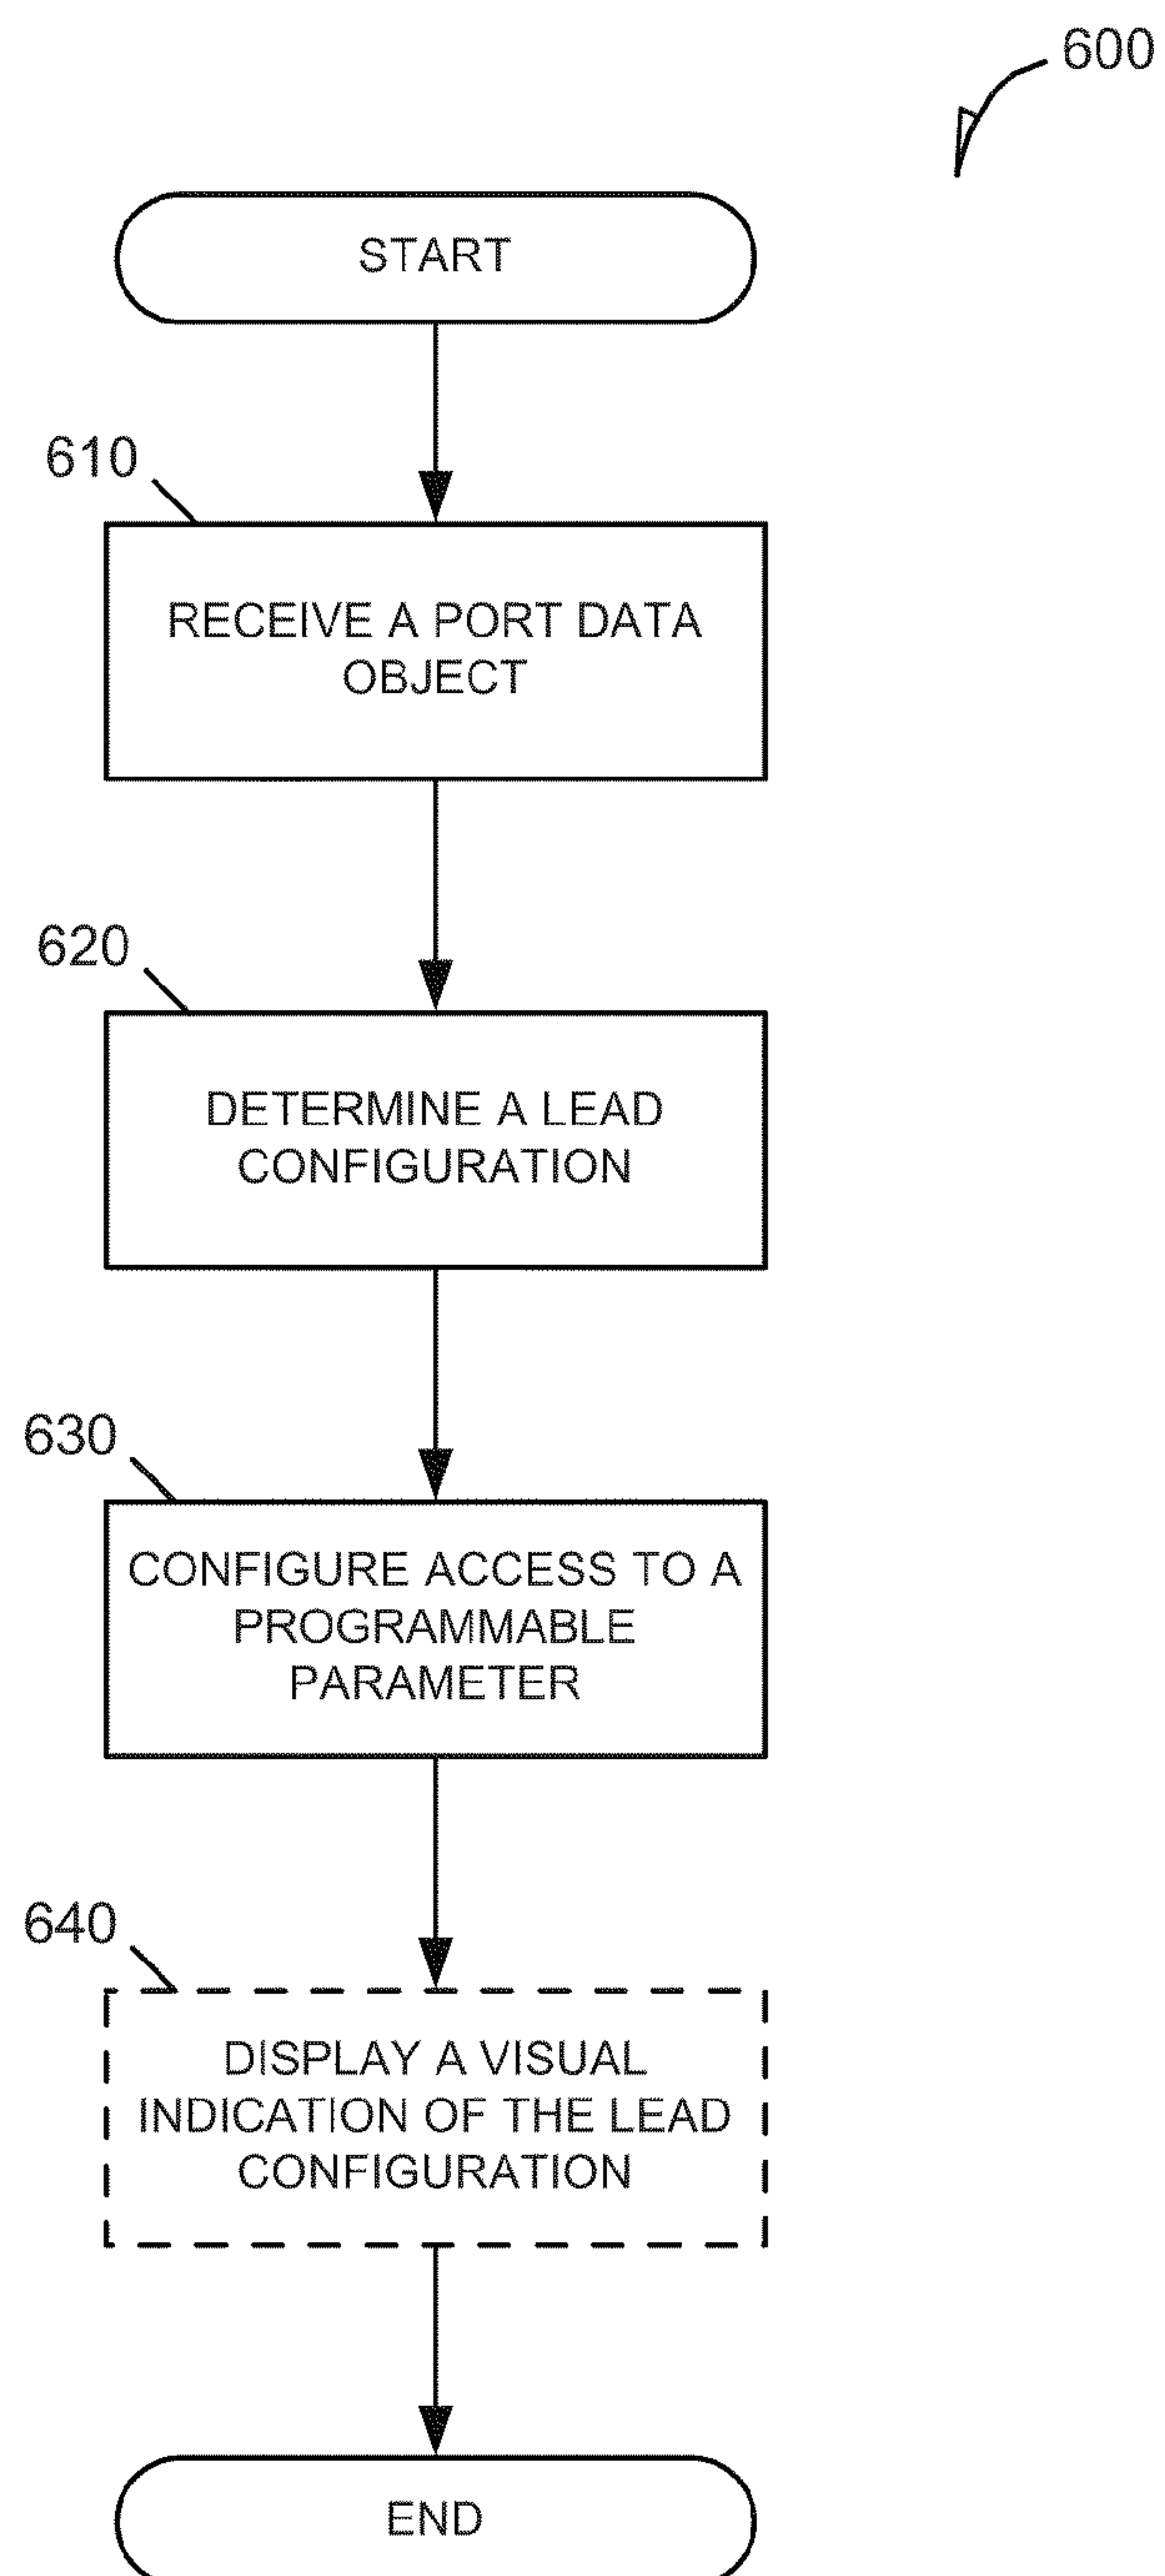 600
START
610
RECEIVE A PORT DATA
OBJECT
620
DETERMINE A LEAD
CONFIGURATION
630
CONFIGURE ACCESS TO A
PROGRAMMABLE
PARAMETER
640
DISPLAY A VISUAL
INDICATION OF THE LEAD
CONFIGURATION
END